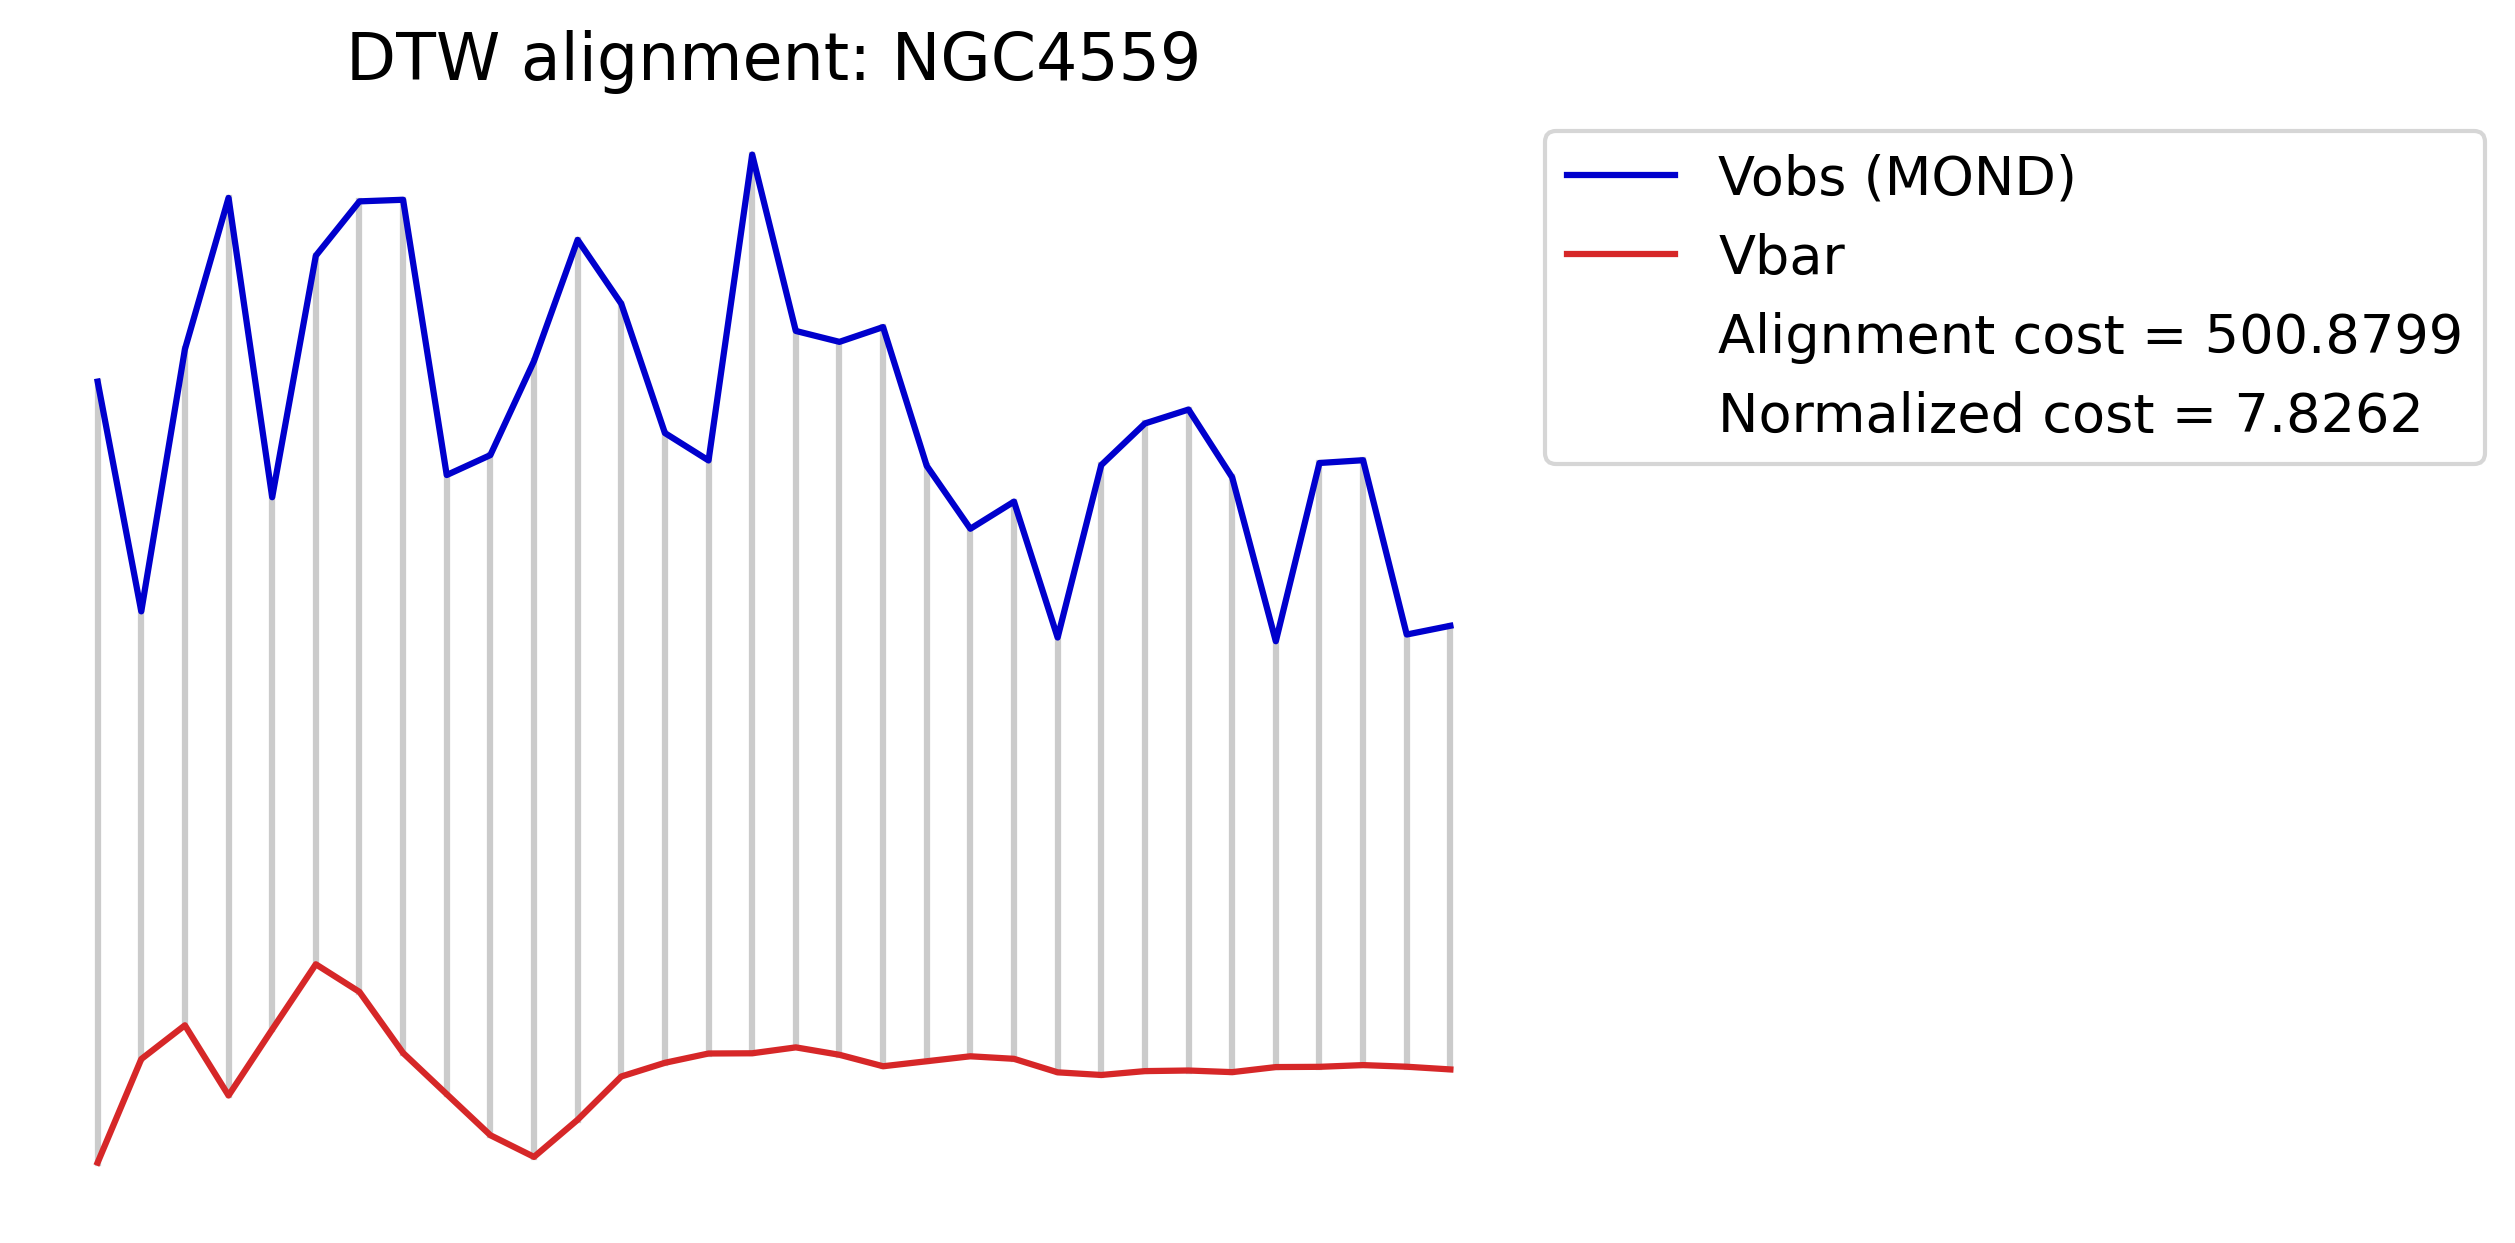 DTW alignment: NGC4559
Vobs (MOND)
Vbar
Alignment cost = 500.8799
Normalized cost = 7.8262